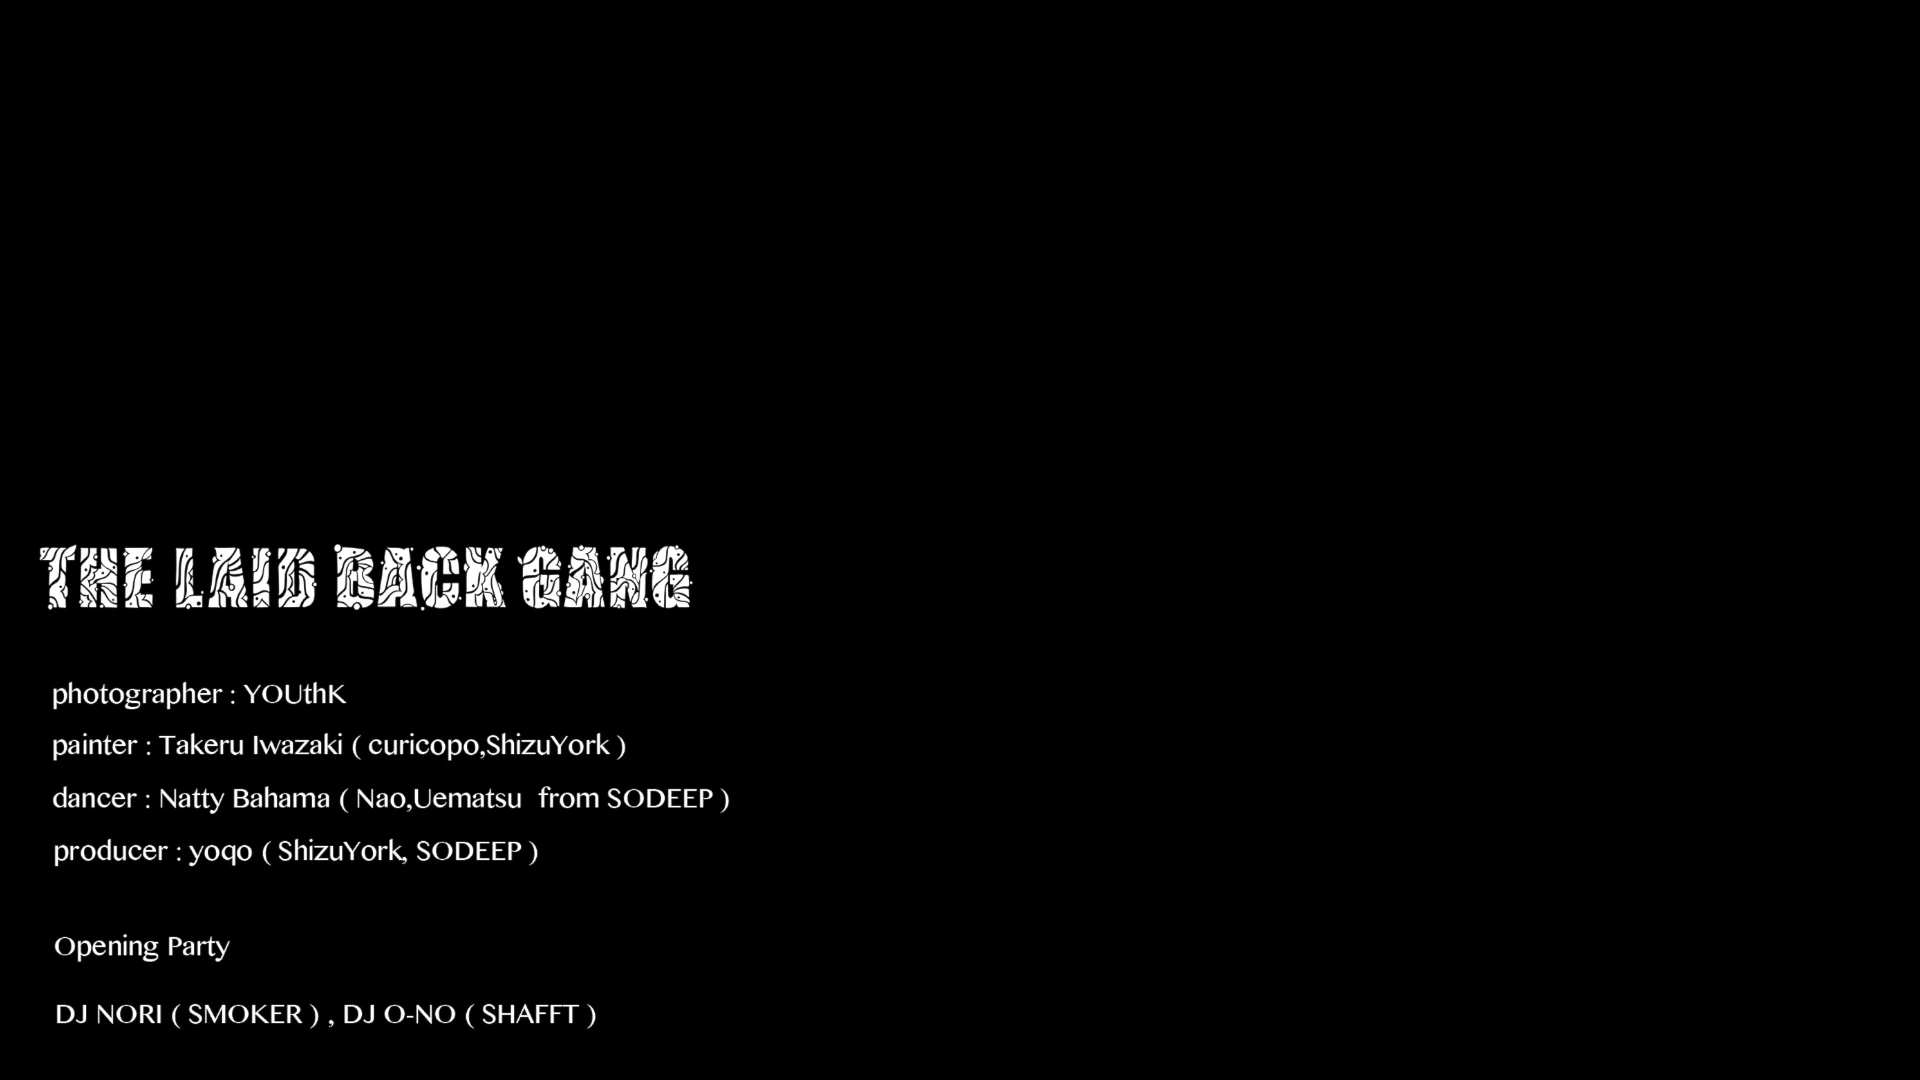 THE LAID BACK GANG
photographer : YOUthK
painter : Takeru Iwazaki ( curicopo,ShizuYork )
dancer : Natty Bahama ( Nao,Uematsu  from SODEEP )
producer : yoqo ( ShizuYork, SODEEP )
Opening Party
DJ NORI ( SMOKER ) , DJ O-NO ( SHAFFT )